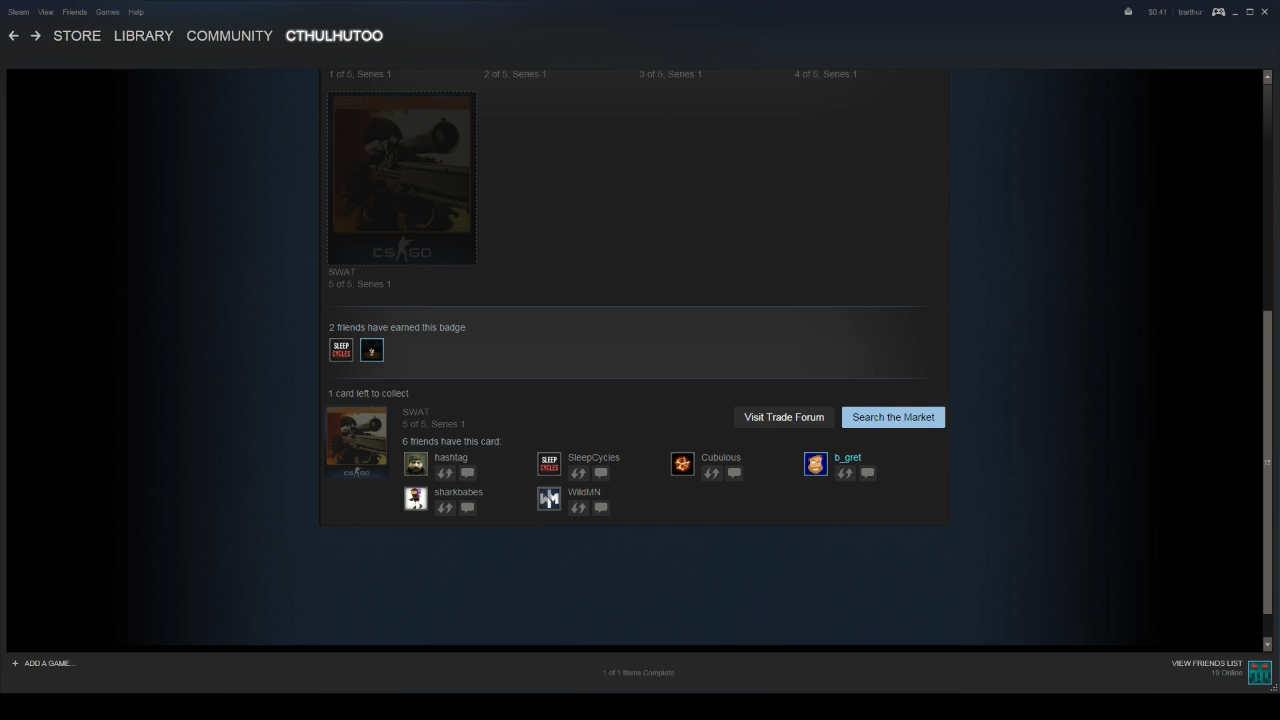 Steam View Friends Games Help
$0.41 trarthur
STORE LIBRARY COMMUNITY CTHULHUTOO
1 of 5, Series 1 2 of 5, Series 1 3 of 5, Series 1 4 of 5, Series 1
SWAT
CS GO
SWAT
5 of 5, Series 1
2 friends have earned this badge
SLEEP
CYCLES
1 card left to collect
SWAT
5 of 5, Series 1
Visit Trade Forum Search the Market
CS GO
6 friends have this card:
hashtag SLEEP CYCLES SleepCycles Cubulous b_gret
sharkbabes WM WildMN
+ ADD A GAME...
1 of 1 Items Complete
VIEW FRIENDS LIST
18 Online